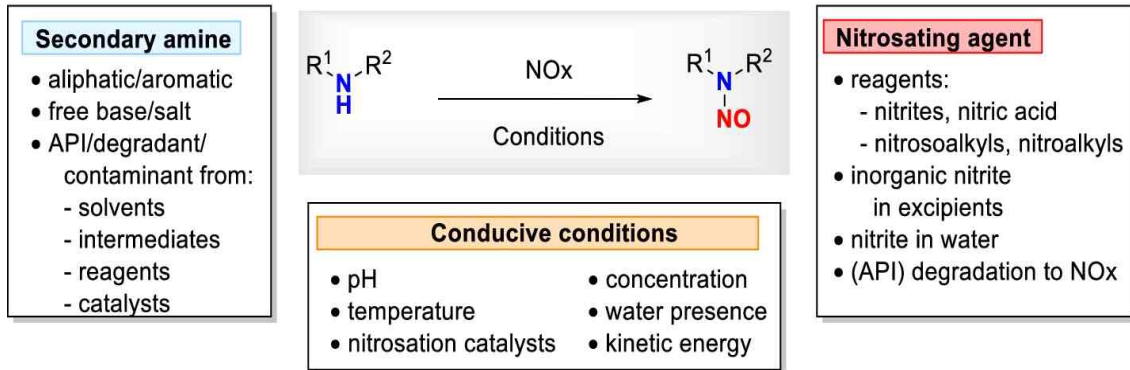 Secondary amine
• aliphatic/aromatic
• free base/salt
• API/degradant/
contaminant from:
- solvents
- intermediates
- reagents
- catalysts
R¹ R²
N
H
NOx
Conditions
R¹ R²
N
NO
Conducive conditions
• pH
• temperature
• nitrosation catalysts
• concentration
• water presence
• kinetic energy
Nitrosating agent
• reagents:
- nitrites, nitric acid
- nitrosoalkyls, nitroalkyls
• inorganic nitrite
in excipients
• nitrite in water
• (API) degradation to NOx